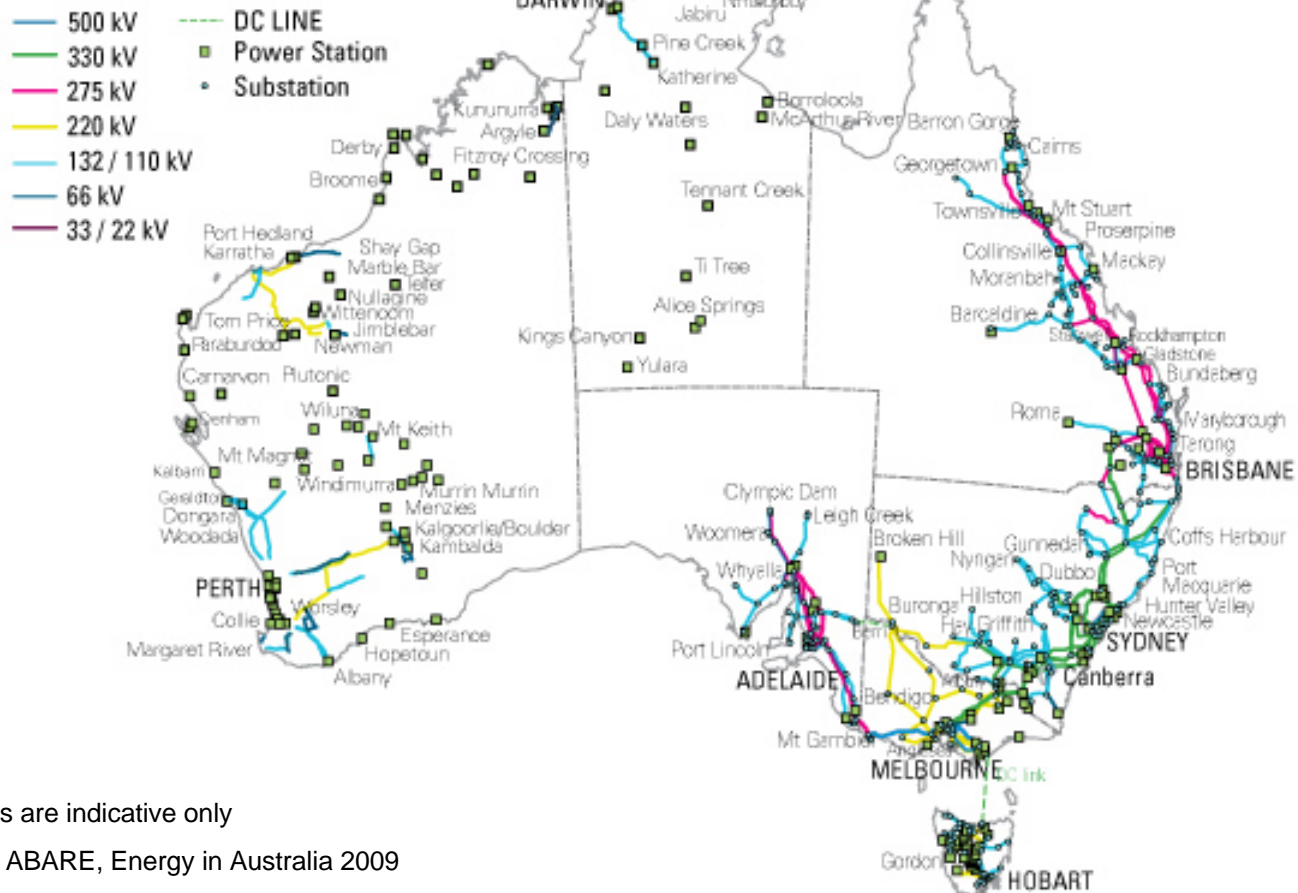 500 kV
330 kV
275 kV
220 kV
132 / 110 kV
66 kV
33 / 22 kV
DC LINE
Power Station
Substation
DARWIN
Jabiru
Pine Creek
Katherine
Borroloola
McArthur River
Daly Waters
Tennant Creek
Ti Tree
Alice Springs
Kings Canyon
Yulara
Kununurra
Argyle
Derby
Fitzroy Crossing
Broome
Port Hedland
Karratha
Shay Gap
Marble Bar
Telfer
Nullagine
Wittenoom
Tom Price
Jimblebar
Paraburdoo
Newman
Carnarvon
Plutonic
Denham
Wiluna
Mt Keith
Mt Magnet
Kalbarri
Windimurra
Murrin Murrin
Geraldton
Menzies
Dongara
Kalgoorlie/Boulder
Woodada
Kambalda
PERTH
Worsley
Collie
Esperance
Margaret River
Hopetoun
Albany
Barron Gorge
Cairns
Georgetown
Townsville
Mt Stuart
Proserpine
Collinsville
Mackay
Moranbah
Barcaldine
Rockhampton
Gladstone
Bundaberg
Roma
Maryborough
Tarong
BRISBANE
Olympic Dam
Leigh Creek
Woomera
Broken Hill
Gunnedah
Coffs Harbour
Nyngan
Whyalla
Dubbo
Port
Macquarie
Buronga
Hillston
Hunter Valley
Newcastle
Hay
Griffith
Berri
SYDNEY
Port Lincoln
ADELAIDE
Canberra
Albury
Bendigo
Mt Gambier
Anglesea
MELBOURNE
DC link
Gordon
HOBART
s are indicative only
ABARE, Energy in Australia 2009